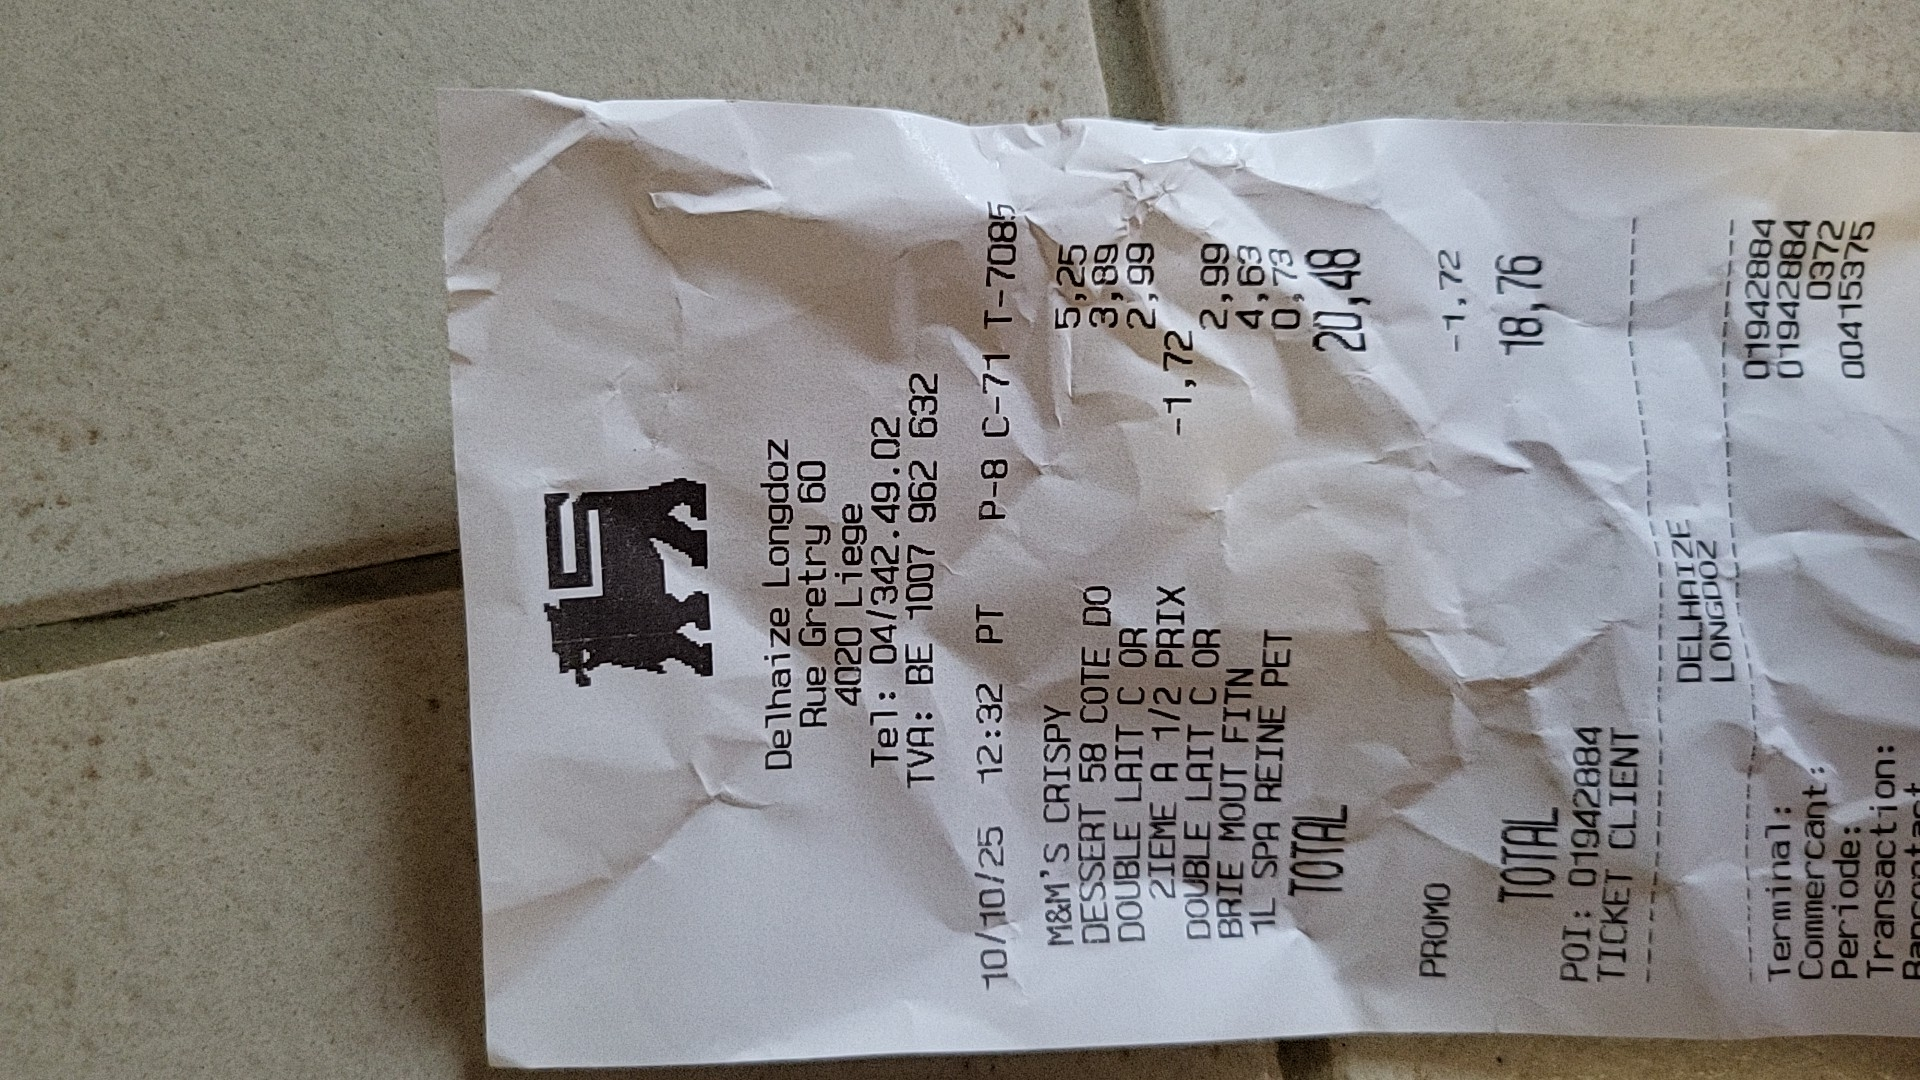 Delhaize Longdoz
Rue Gretry 60
4020 Liege
Tel: 04/342.49.02
TVA: BE 1007 962 632
10/10/25 12:32 PT P-8 C-71 T-7085
M&M'S CRISPY 5,25
DESSERT 58 COTE DO 3,89
DOUBLE LAIT C OR 2,99
2IEME A 1/2 PRIX -1,72
DOUBLE LAIT C OR 2,99
BRIE MOUT FITN 4,63
1L SPA REINE PET 0,73
TOTAL 20,48
PROMO -1,72
TOTAL 18,76
POI: 01942884
TICKET CLIENT
DELHAIZE
LONGDOZ
Terminal: 01942884
Commercant: 01942884
Periode: 0372
Transaction: 00415375